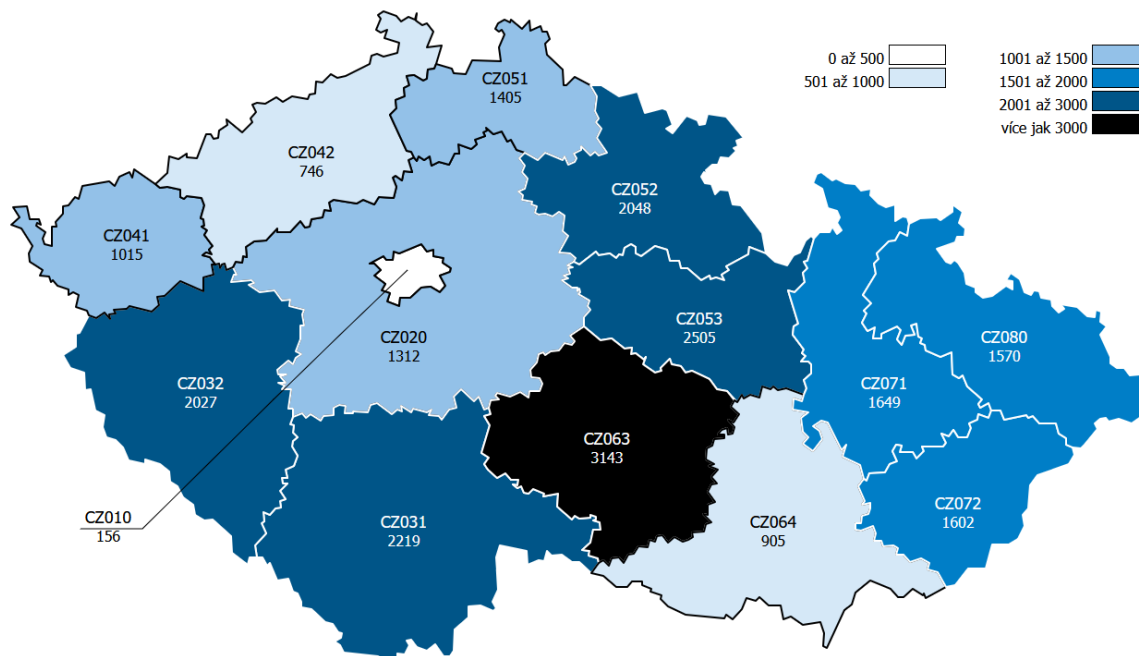 0 až 500
501 až 1000
1001 až 1500
1501 až 2000
2001 až 3000
více jak 3000
CZ051
1405
CZ042
746
CZ052
2048
CZ041
1015
CZ053
2505
CZ020
1312
CZ080
1570
CZ032
2027
CZ071
1649
CZ063
3143
CZ072
1602
CZ010
156
CZ031
2219
CZ064
905